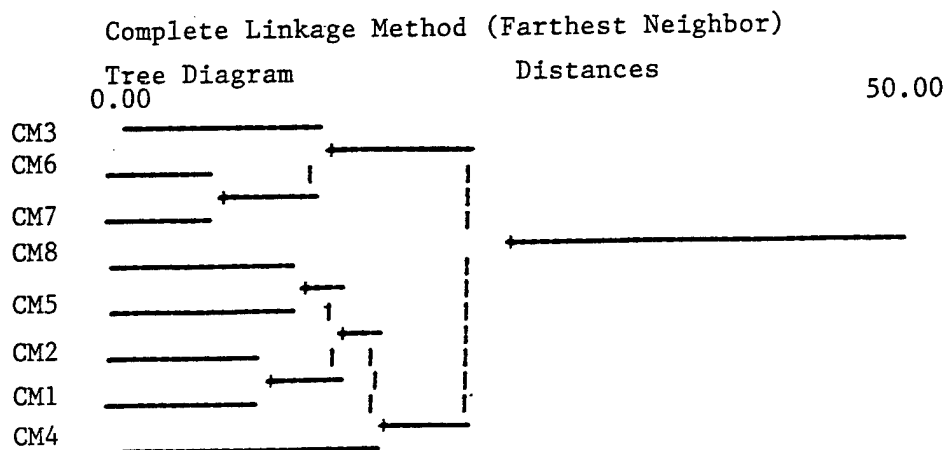 Complete Linkage Method (Farthest Neighbor)
Tree Diagram Distances
0.00 50.00
CM3
CM6
CM7
CM8
CM5
CM2
CM1
CM4